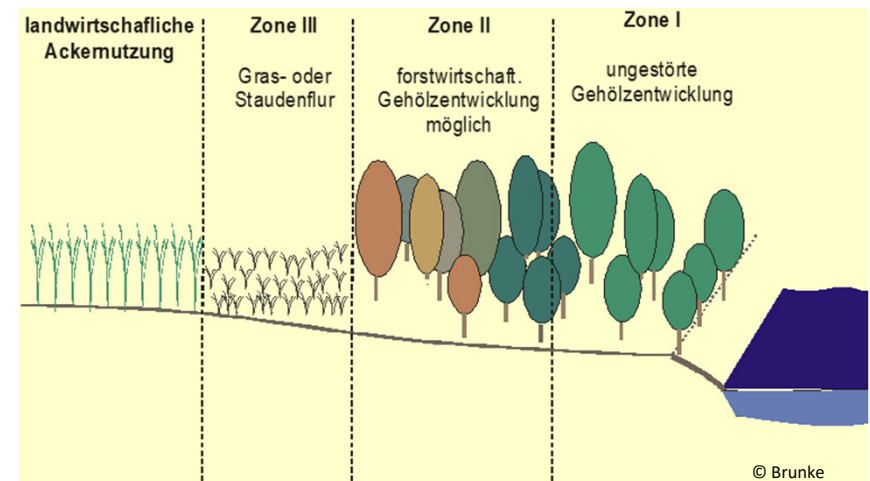 landwirtschafliche
Ackernutzung
Zone III
Gras- oder
Staudenflur
Zone II
forstwirtschaft.
Gehölzentwicklung
möglich
Zone I
ungestörte
Gehölzentwicklung
© Brunke